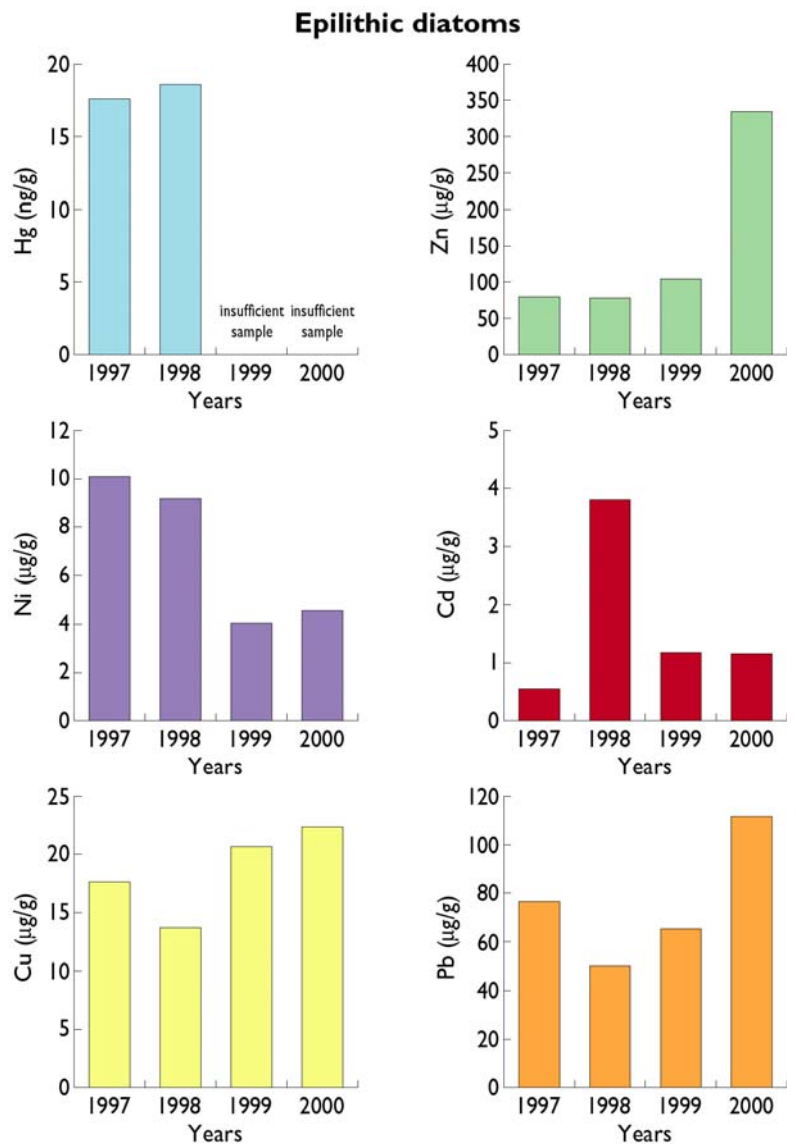 Epilithic diatoms
Hg (ng/g)
20
15
10
5
0
insufficient sample
insufficient sample
1997 1998 1999 2000
Years
Zn (µg/g)
400
350
300
250
200
150
100
50
0
1997 1998 1999 2000
Years
Ni (µg/g)
12
10
8
6
4
2
0
1997 1998 1999 2000
Years
Cd (µg/g)
5
4
3
2
1
0
1997 1998 1999 2000
Years
Cu (µg/g)
25
20
15
10
5
0
1997 1998 1999 2000
Years
Pb (µg/g)
120
100
80
60
40
20
0
1997 1998 1999 2000
Years